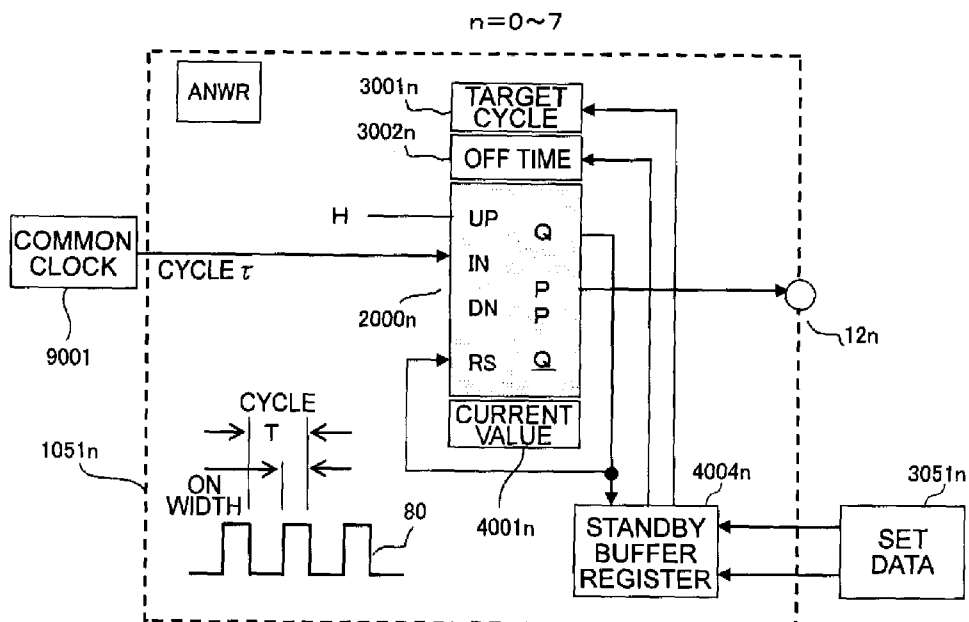 n=0~7
ANWR
3001n
TARGET
CYCLE
3002n
OFF TIME
H
UP
Q
COMMON
CLOCK
CYCLE τ
IN
P
2000n
DN
P
12n
9001
RS
Q
CYCLE
T
CURRENT
VALUE
1051n
ON
WIDTH
80
4001n
4004n
3051n
STANDBY
BUFFER
REGISTER
SET
DATA